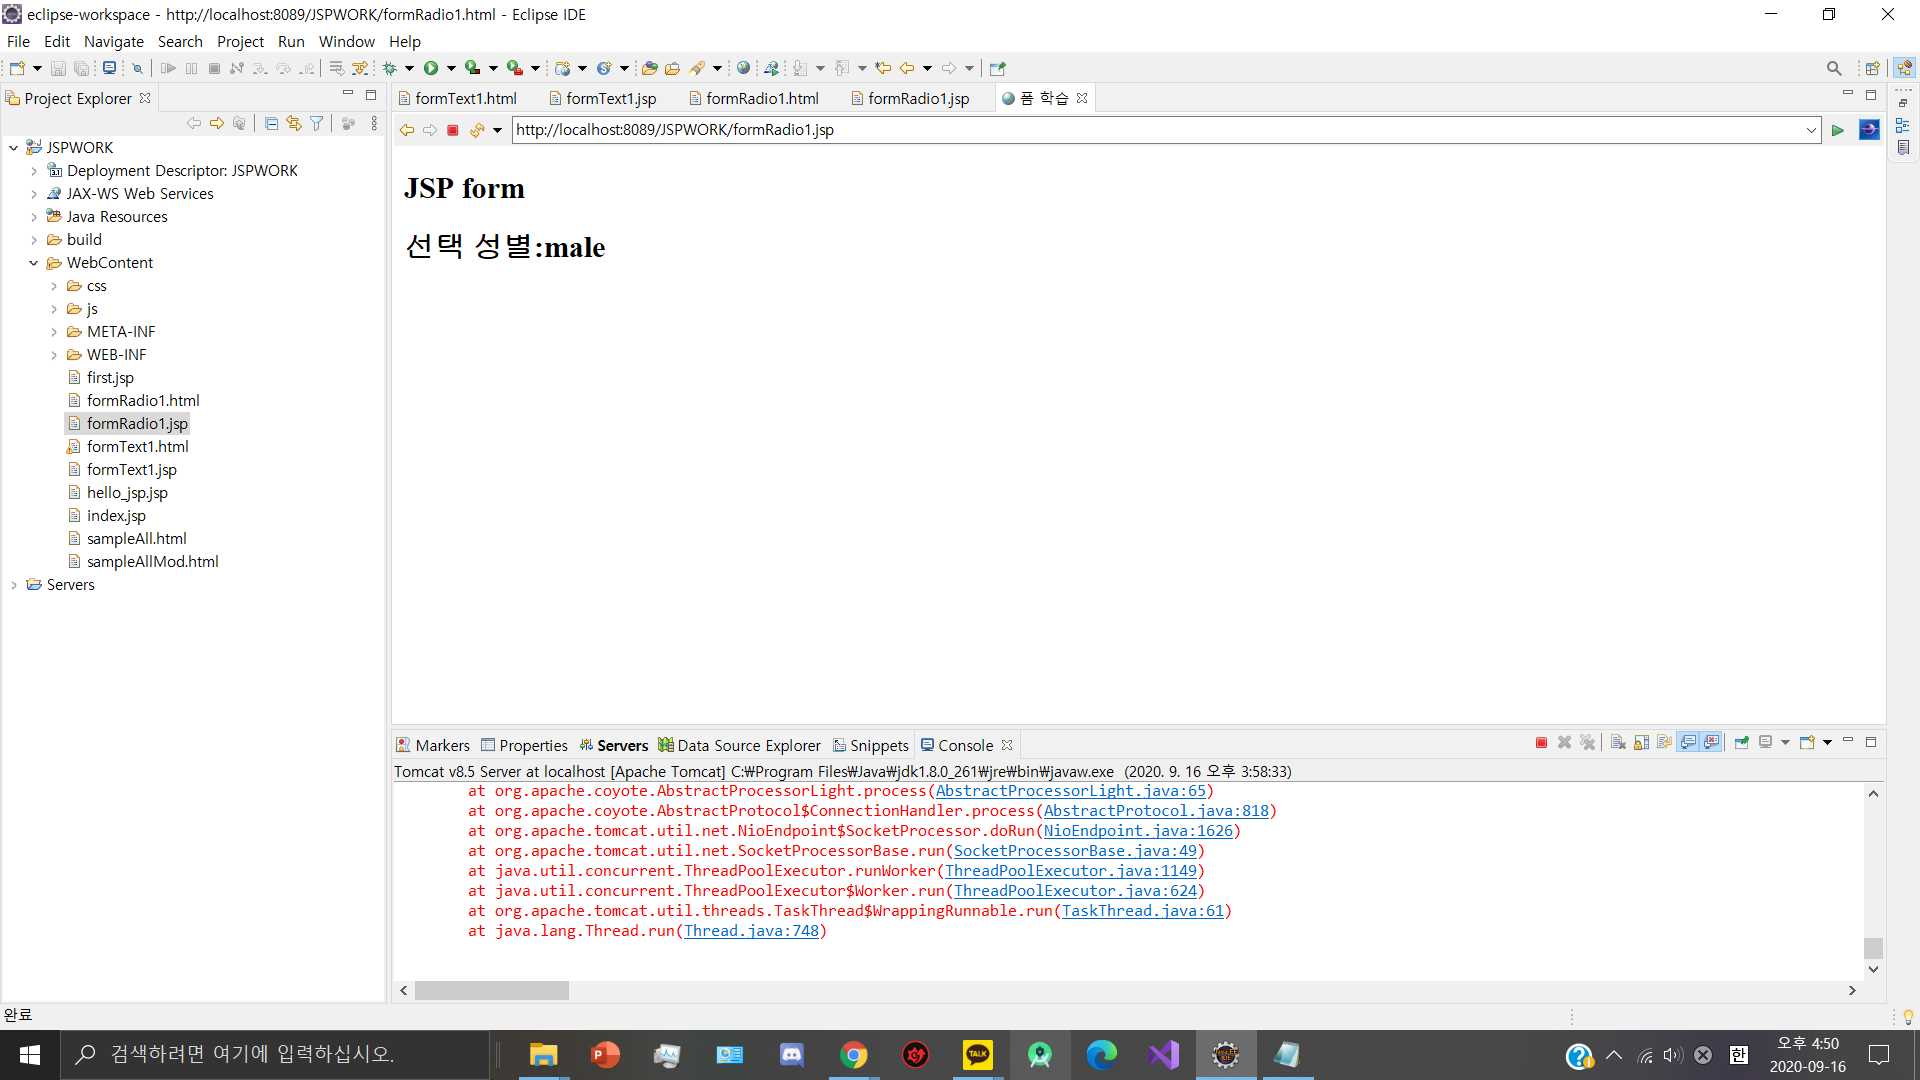 eclipse-workspace - http://localhost:8089/JSPWORK/formRadio1.html - Eclipse IDE
File Edit Navigate Search Project Run Window Help
Project Explorer
formText1.html formText1.jsp formRadio1.html formRadio1.jsp 폼 학습
http://localhost:8089/JSPWORK/formRadio1.jsp
JSPWORK
Deployment Descriptor: JSPWORK
JAX-WS Web Services
Java Resources
build
WebContent
css
js
META-INF
WEB-INF
first.jsp
formRadio1.html
formRadio1.jsp
formText1.html
formText1.jsp
hello_jsp.jsp
index.jsp
sampleAll.html
sampleAllMod.html
Servers
JSP form
선택 성별:male
Markers Properties Servers Data Source Explorer Snippets Console
Tomcat v8.5 Server at localhost [Apache Tomcat] C:₩Program Files₩Java₩jdk1.8.0_261₩jre₩bin₩javaw.exe (2020. 9. 16 오후 3:58:33)
at org.apache.coyote.AbstractProcessorLight.process(AbstractProcessorLight.java:65)
at org.apache.coyote.AbstractProtocol$ConnectionHandler.process(AbstractProtocol.java:818)
at org.apache.tomcat.util.net.NioEndpoint$SocketProcessor.doRun(NioEndpoint.java:1626)
at org.apache.tomcat.util.net.SocketProcessorBase.run(SocketProcessorBase.java:49)
at java.util.concurrent.ThreadPoolExecutor.runWorker(ThreadPoolExecutor.java:1149)
at java.util.concurrent.ThreadPoolExecutor$Worker.run(ThreadPoolExecutor.java:624)
at org.apache.tomcat.util.threads.TaskThread$WrappingRunnable.run(TaskThread.java:61)
at java.lang.Thread.run(Thread.java:748)
완료
검색하려면 여기에 입력하십시오.
TALK
한
오후 4:50
2020-09-16